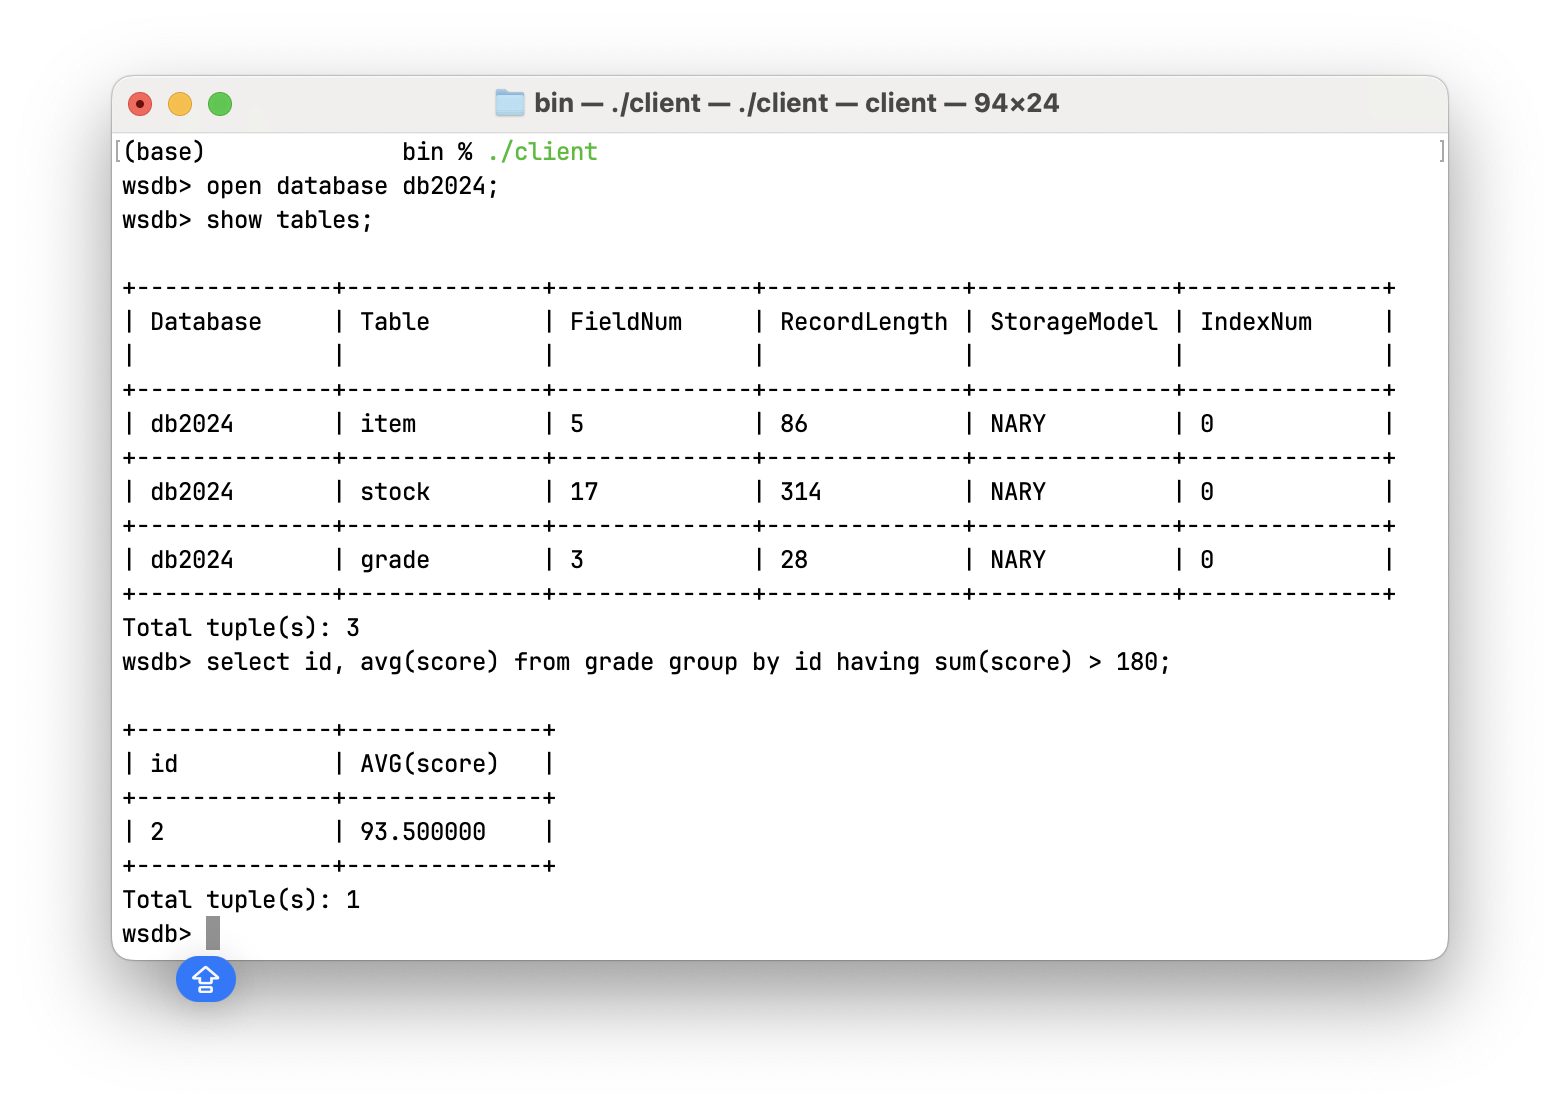 bin — ./client — ./client — client — 94×24
[(base)              bin % ./client ]
wsdb> open database db2024;
wsdb> show tables;

+--------------+--------------+--------------+--------------+--------------+--------------+
| Database     | Table        | FieldNum     | RecordLength | StorageModel | IndexNum     |
|              |              |              |              |              |              |
+--------------+--------------+--------------+--------------+--------------+--------------+
| db2024       | item         | 5            | 86           | NARY         | 0            |
+--------------+--------------+--------------+--------------+--------------+--------------+
| db2024       | stock        | 17           | 314          | NARY         | 0            |
+--------------+--------------+--------------+--------------+--------------+--------------+
| db2024       | grade        | 3            | 28           | NARY         | 0            |
+--------------+--------------+--------------+--------------+--------------+--------------+
Total tuple(s): 3
wsdb> select id, avg(score) from grade group by id having sum(score) > 180;

+--------------+--------------+
| id           | AVG(score)   |
+--------------+--------------+
| 2            | 93.500000    |
+--------------+--------------+
Total tuple(s): 1
wsdb>